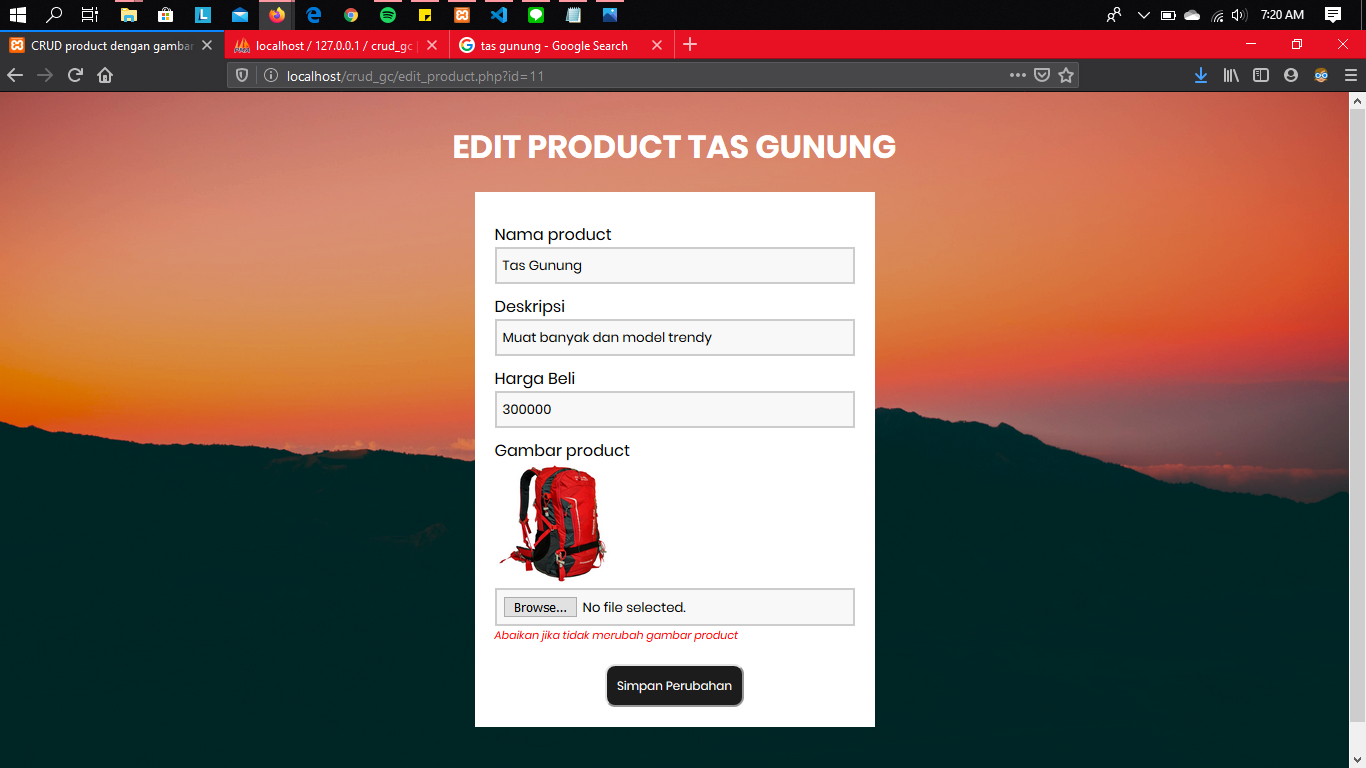 7:20 AM
CRUD product dengan gambar
localhost / 127.0.0.1 / crud_gc
tas gunung - Google Search
localhost/crud_gc/edit_product.php?id=11
EDIT PRODUCT TAS GUNUNG
Nama product
Tas Gunung
Deskripsi
Muat banyak dan model trendy
Harga Beli
300000
Gambar product
Browse... No file selected.
Abaikan jika tidak merubah gambar product
Simpan Perubahan